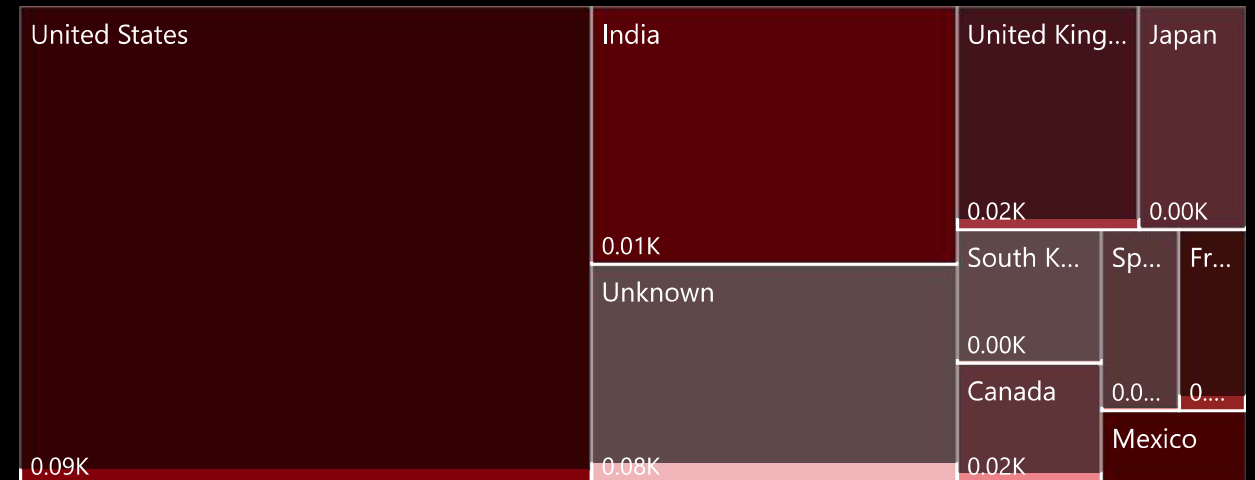 United States
0.09K
India
0.01K
Unknown
0.08K
United King...
0.02K
Japan
0.00K
South K...
0.00K
Sp...
0.0...
Fr...
0....
Canada
0.02K
Mexico